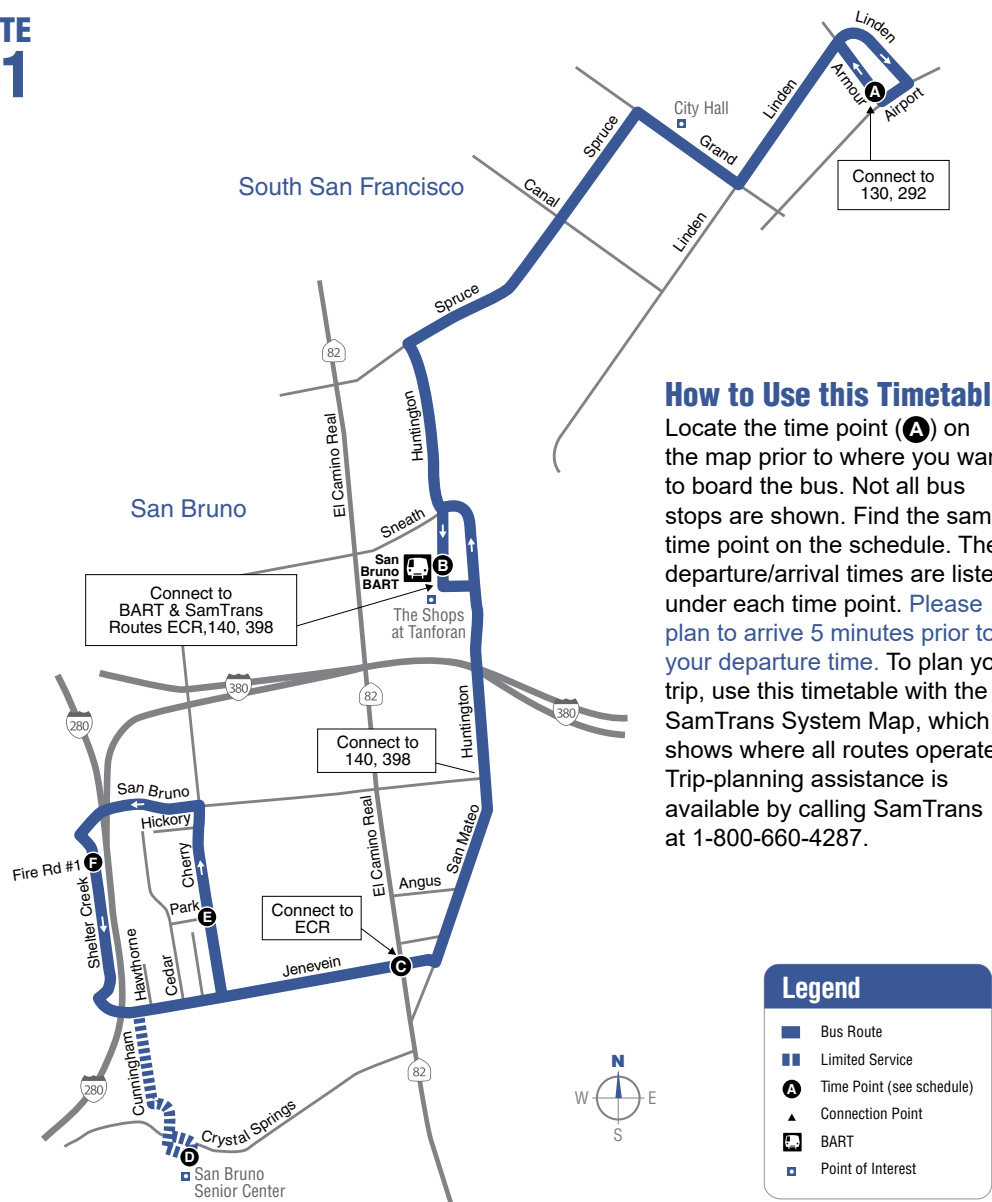 TE
1
Linden
Armour
A
Airport
Linden
City Hall
Spruce
Grand
Connect to
130, 292
South San Francisco
Canal
Linden
Spruce
82
El Camino Real
Huntington
San Bruno
Sneath
San
Bruno
BART
B
Connect to
BART & SamTrans
Routes ECR,140, 398
The Shops
at Tanforan
380
82
280
380
Huntington
Connect to
140, 398
San Bruno
Hickory
Cherry
El Camino Real
San Mateo
Fire Rd #1
F
Angus
Shelter Creek
Park
E
Connect to
ECR
Hawthorne
Cedar
Jenevein
C
Cunningham
280
82
Crystal Springs
D
San Bruno
Senior Center
N
W
E
S
How to Use this Timetabl
Locate the time point (A) on
the map prior to where you wan
to board the bus. Not all bus
stops are shown. Find the sam
time point on the schedule. The
departure/arrival times are liste
under each time point. Please
plan to arrive 5 minutes prior to
your departure time. To plan yo
trip, use this timetable with the
SamTrans System Map, which
shows where all routes operate
Trip-planning assistance is
available by calling SamTrans
at 1-800-660-4287.
Legend
Bus Route
Limited Service
A Time Point (see schedule)
Connection Point
BART
Point of Interest